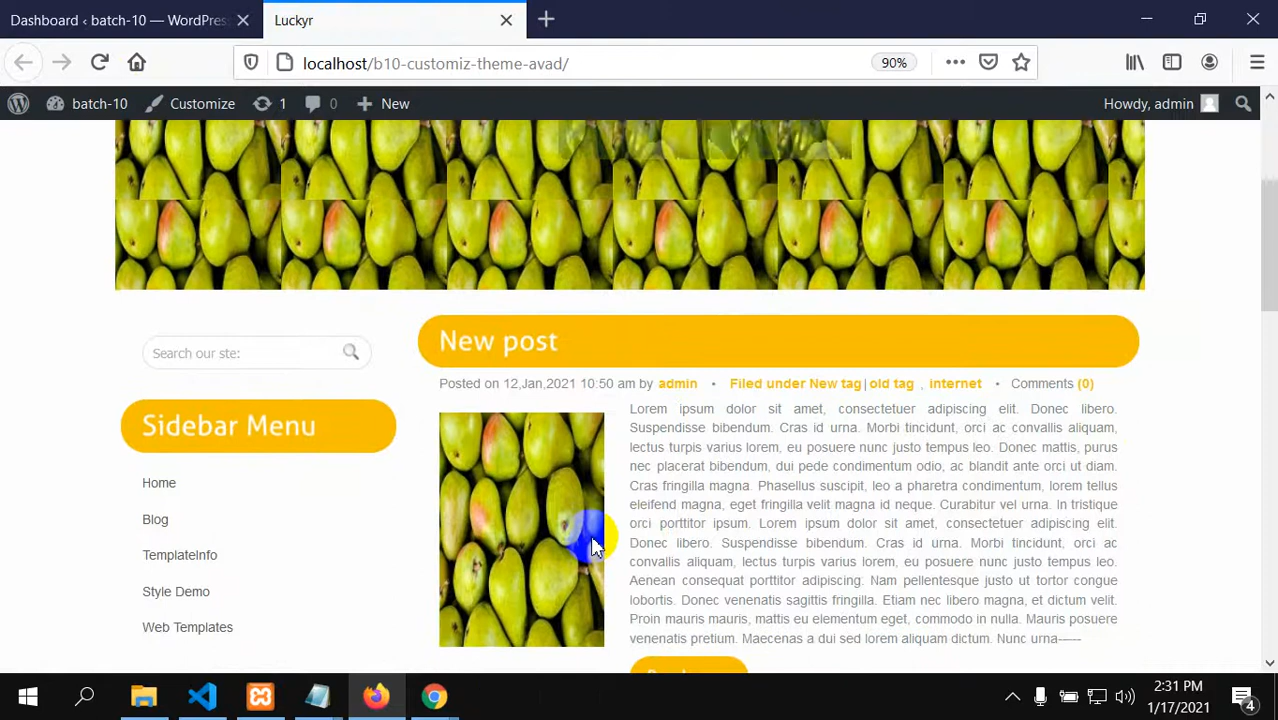 Dashboard ‹ batch-10 — WordPres
Luckyr
localhost/b10-customiz-theme-avad/
90%
batch-10
Customize
1
0
New
Howdy, admin
New post
Search our site:
Posted on 12,Jan,2021 10:50 am by admin • Filed under New tag| old tag , internet • Comments (0)
Sidebar Menu
Home
Blog
TemplateInfo
Style Demo
Web Templates
Lorem ipsum dolor sit amet, consectetuer adipiscing elit. Donec libero.
Suspendisse bibendum. Cras id urna. Morbi tincidunt, orci ac convallis aliquam,
lectus turpis varius lorem, eu posuere nunc justo tempus leo. Donec mattis, purus
nec placerat bibendum, dui pede condimentum odio, ac blandit ante orci ut diam.
Cras fringilla magna. Phasellus suscipit, leo a pharetra condimentum, lorem tellus
eleifend magna, eget fringilla velit magna id neque. Curabitur vel urna. In tristique
orci porttitor ipsum. Lorem ipsum dolor sit amet, consectetuer adipiscing elit.
Donec libero. Suspendisse bibendum. Cras id urna. Morbi tincidunt, orci ac
convallis aliquam, lectus turpis varius lorem, eu posuere nunc justo tempus leo.
Aenean consequat porttitor adipiscing. Nam pellentesque justo ut tortor congue
lobortis. Donec venenatis sagittis fringilla. Etiam nec libero magna, et dictum velit.
Proin mauris mauris, mattis eu elementum eget, commodo in nulla. Mauris posuere
venenatis pretium. Maecenas a dui sed lorem aliquam dictum. Nunc urna-----
2:31 PM
1/17/2021
4